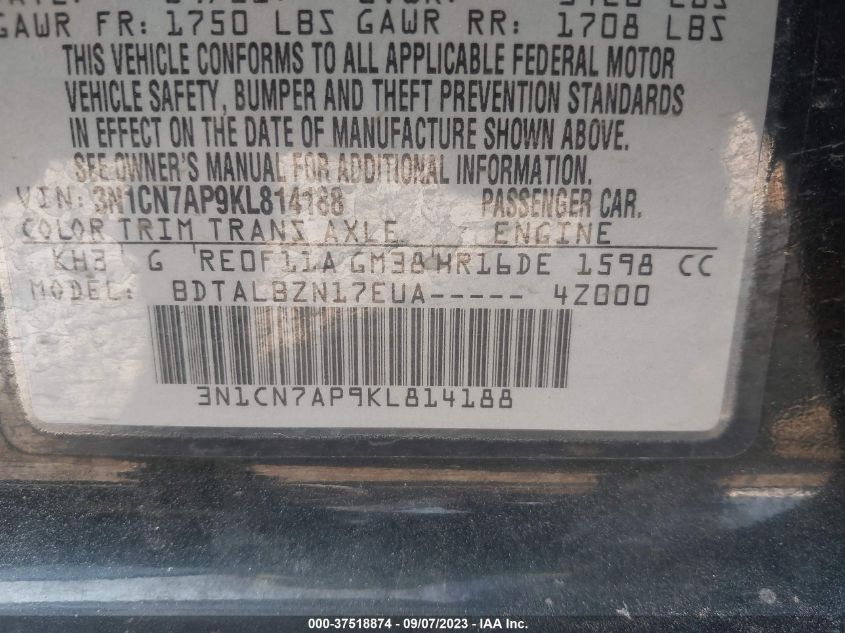 GAWR FR: 1750 LBS GAWR RR: 1708 LBS
THIS VEHICLE CONFORMS TO ALL APPLICABLE FEDERAL MOTOR
VEHICLE SAFETY, BUMPER AND THEFT PREVENTION STANDARDS
IN EFFECT ON THE DATE OF MANUFACTURE SHOWN ABOVE.
SEE OWNER'S MANUAL FOR ADDITIONAL INFORMATION.
VIN: 3N1CN7AP9KL814188 PASSENGER CAR.
COLOR TRIM TRANS AXLE ENGINE
KH3 G RE0F11A GM38 HR16DE 1598 CC
MODEL: BDTALBZN17EUA----- 4Z000
3N1CN7AP9KL814188
000-37518874 - 09/07/2023 - IAA Inc.